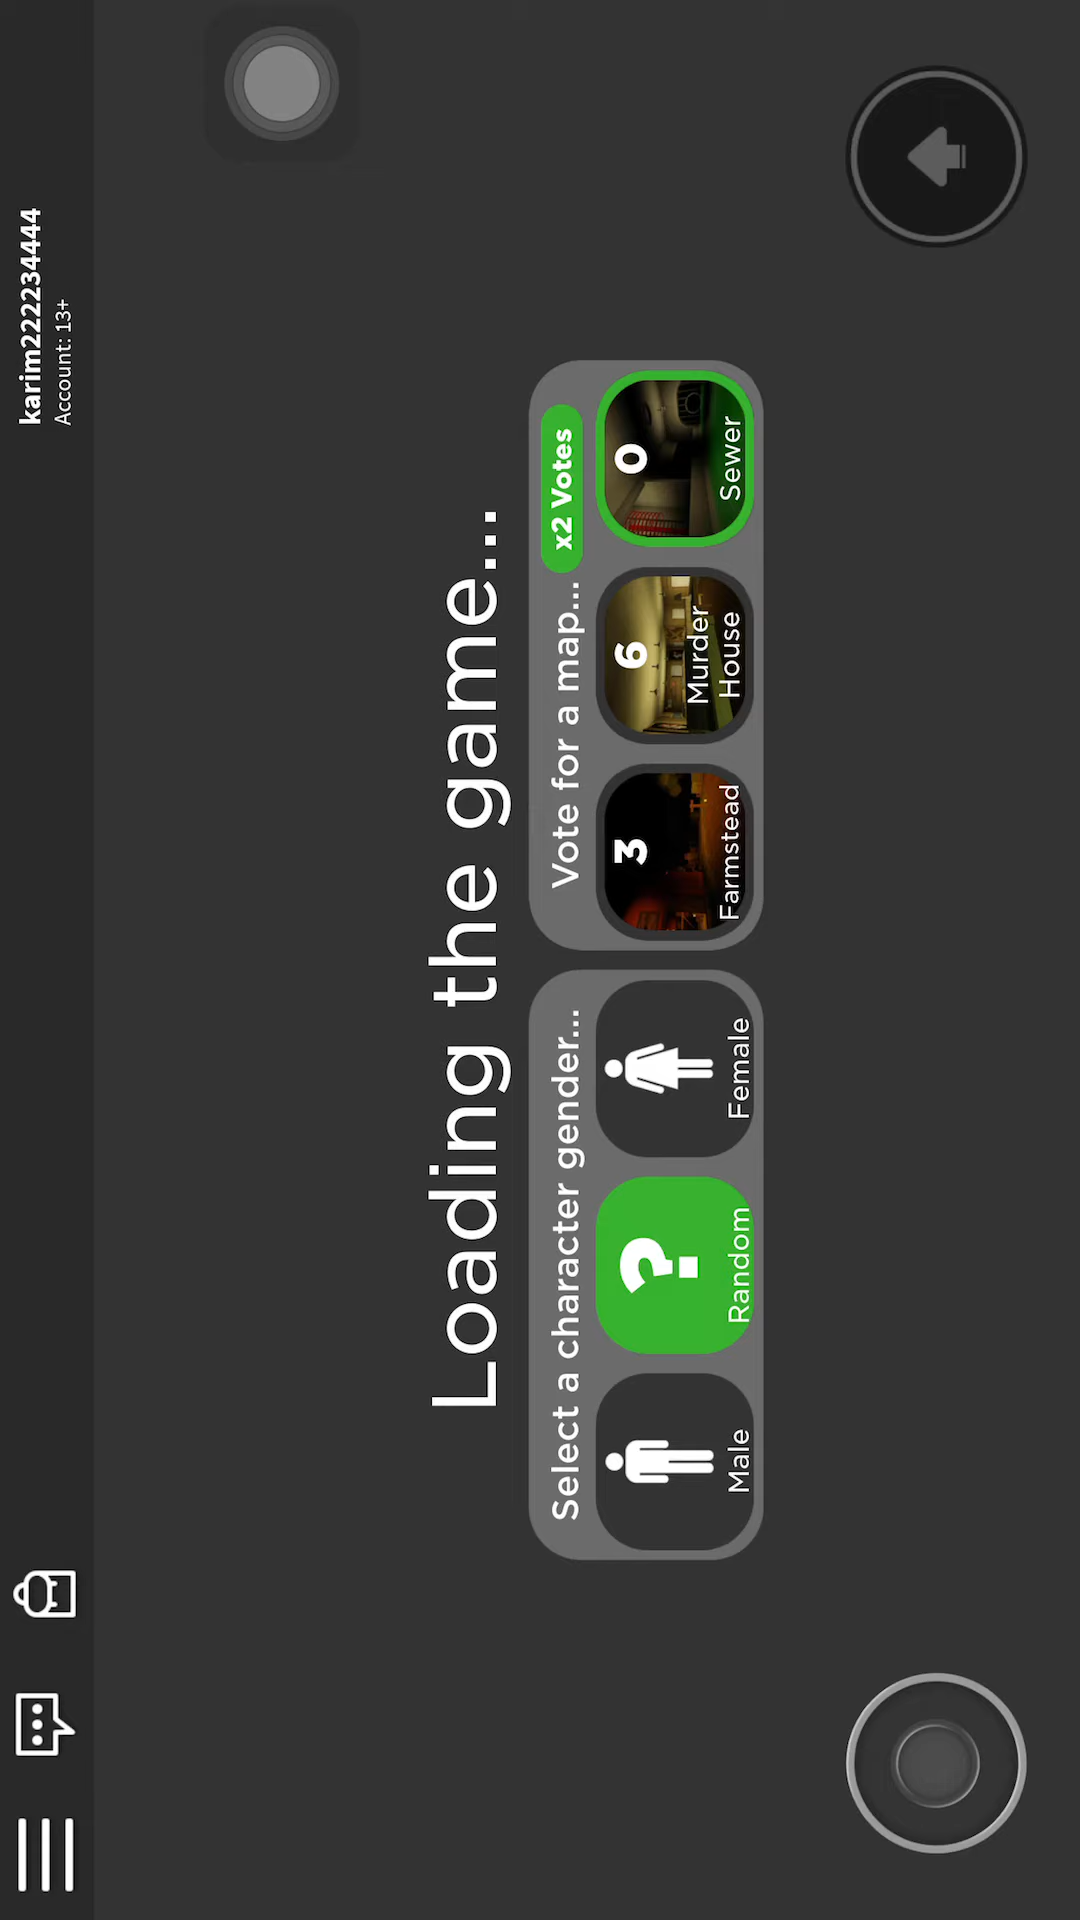 karim2222234444
Account: 13+
Loading the game...
Select a character gender...
Male
?
Random
Female
Vote for a map...
x2 Votes
3
Farmstead
6
Murder
House
0
Sewer